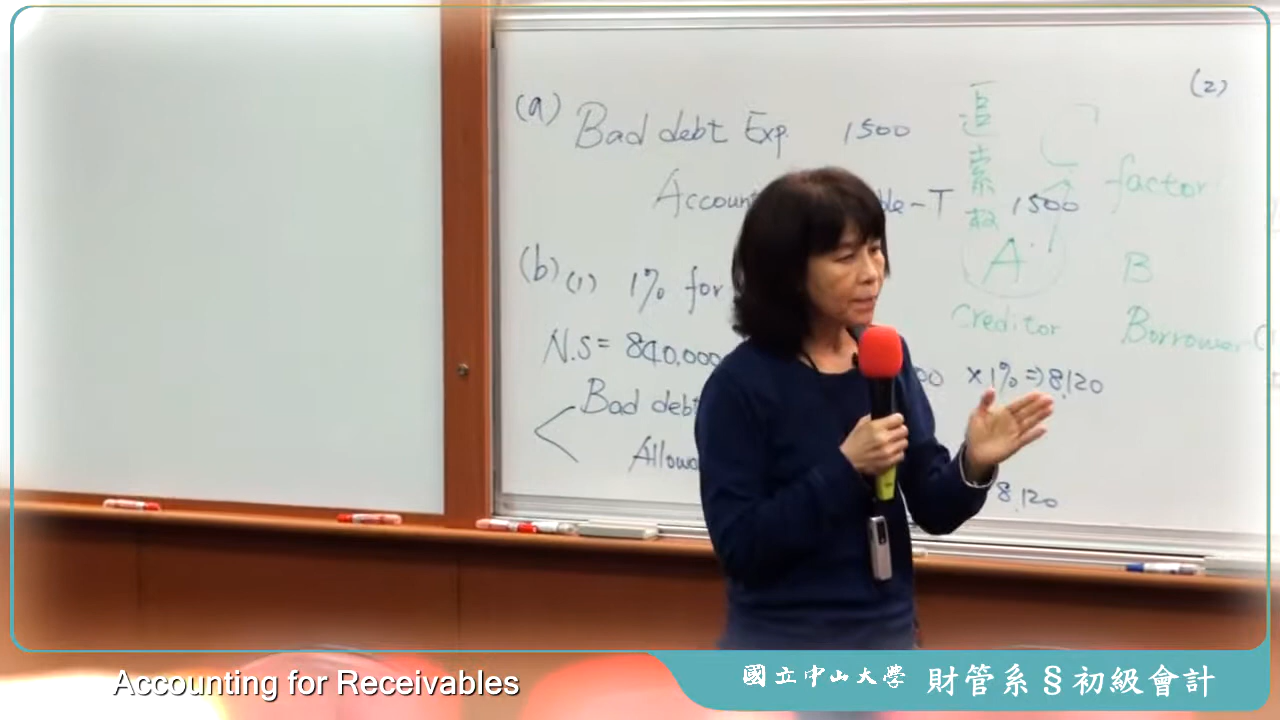 (2)
(a) Bad debt Exp. 1500
Accoun ble-T 1500
追索權
factor
A B
creditor Borrower
(b) (1) 1% for
N.S = 840,000 00 × 1% ⇒ 8,120
Bad debt
Allowa
8,120
Accounting for Receivables
國立中山大學 財管系§初級會計